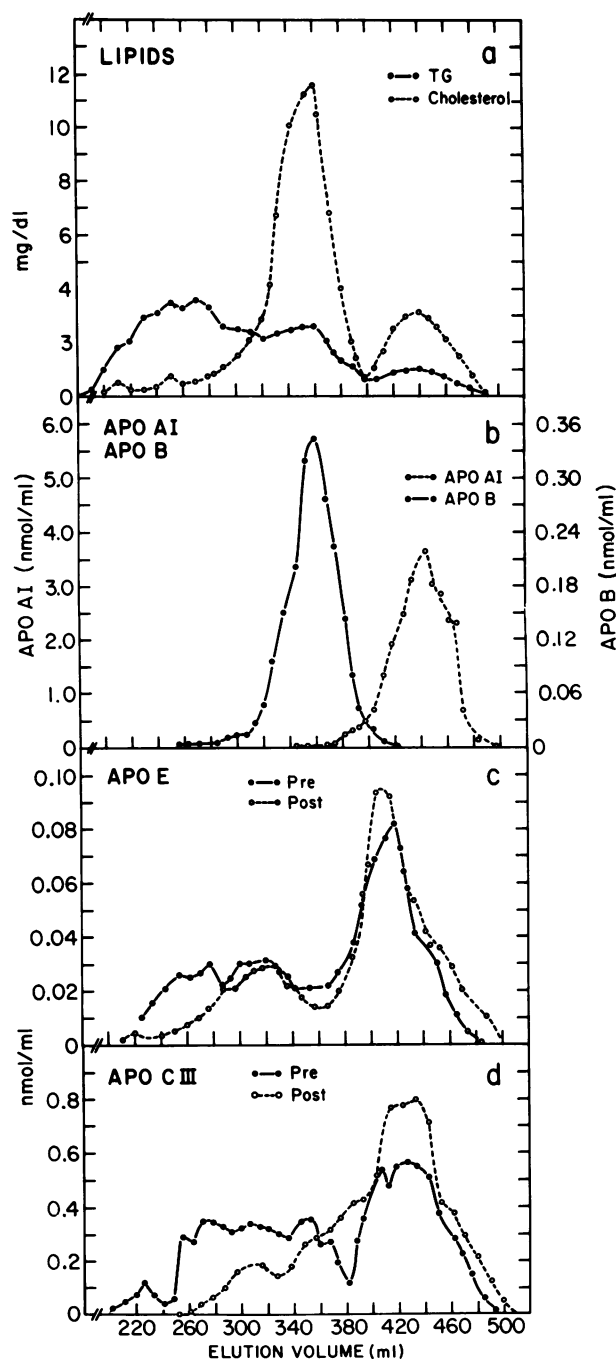 LIPIDS
a
TG
Cholesterol
12
10
8
6
4
3
0
mg/dl
APO AI
APO B
b
APO AI
APO B
6.0
5.0
4.0
3.0
2.0
1.0
0
APO AI (nmol/ml)
0.36
0.30
0.24
0.18
0.12
0.06
0
APO B (nmol/ml)
APO E
c
Pre
Post
0.10
0.08
0.06
0.04
0.02
0
nmol/ml
APO C III
d
Pre
Post
0.8
0.6
0.4
0.2
0
220 260 300 340 380 420 460 500
ELUTION VOLUME (ml)